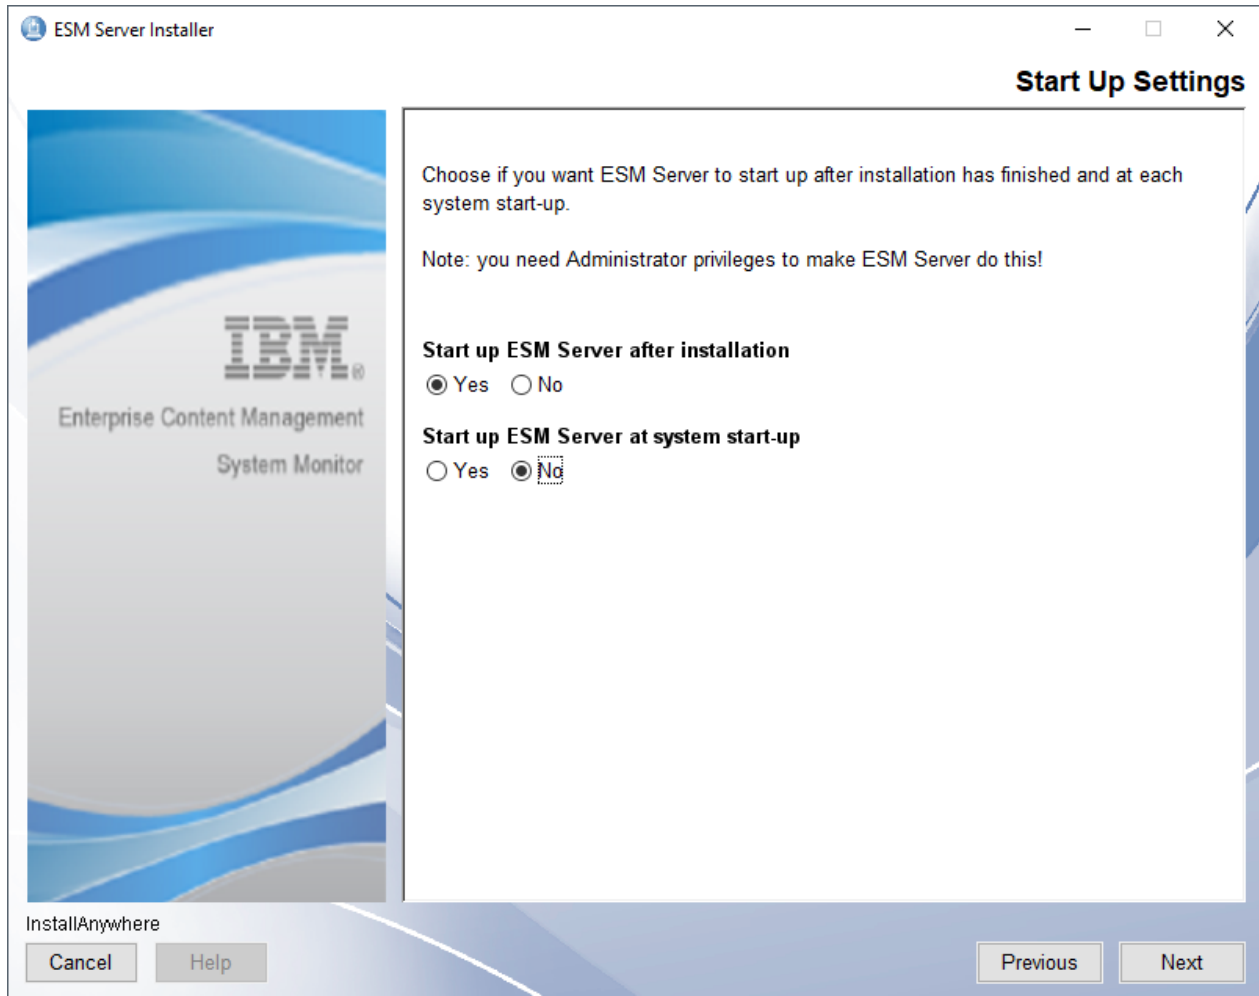 ESM Server Installer
Start Up Settings
IBM®
Enterprise Content Management
System Monitor
Choose if you want ESM Server to start up after installation has finished and at each
system start-up.
Note: you need Administrator privileges to make ESM Server do this!
Start up ESM Server after installation
Yes No
Start up ESM Server at system start-up
Yes No
InstallAnywhere
Cancel Help Previous Next